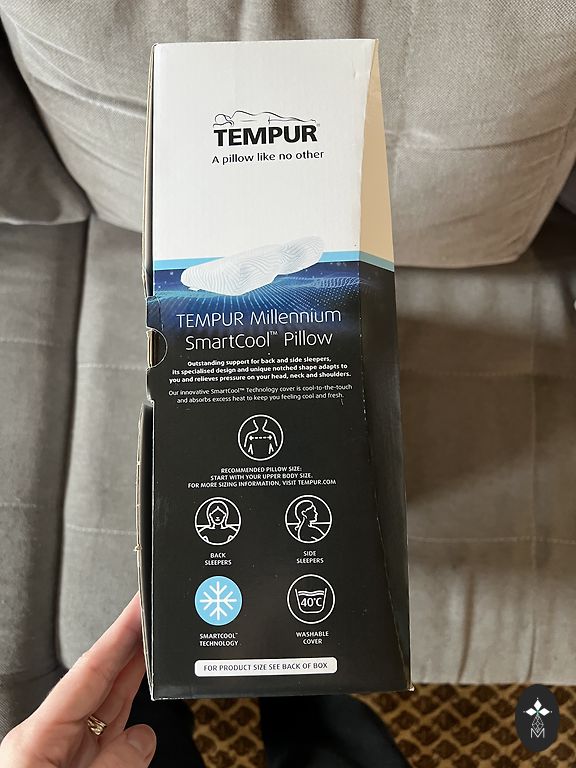 TEMPUR®
A pillow like no other
TEMPUR Millennium
SmartCool™ Pillow
Outstanding support for back and side sleepers,
its specialised design and unique notched shape adapts to
you and relieves pressure on your head, neck and shoulders.
Our innovative SmartCool™ Technology cover is cool-to-the-touch
and absorbs excess heat to keep you feeling cool and fresh.
RECOMMENDED PILLOW SIZE:
START WITH YOUR UPPER BODY SIZE.
FOR MORE SIZING INFORMATION, VISIT TEMPUR.COM
BACK
SLEEPERS
SIDE
SLEEPERS
SMARTCOOL™
TECHNOLOGY
40°C
WASHABLE
COVER
FOR PRODUCT SIZE SEE BACK OF BOX
M